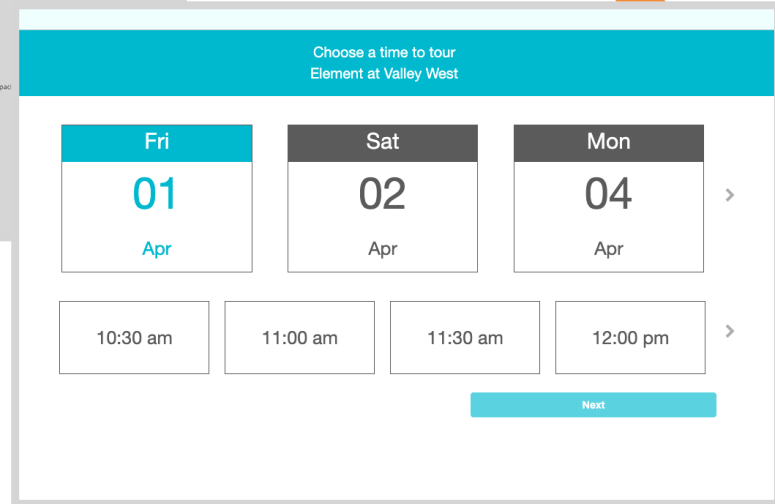 Choose a time to tour
Element at Valley West
Fri
Sat
Mon
01
02
04
Apr
Apr
Apr
10:30 am
11:00 am
11:30 am
12:00 pm
Next